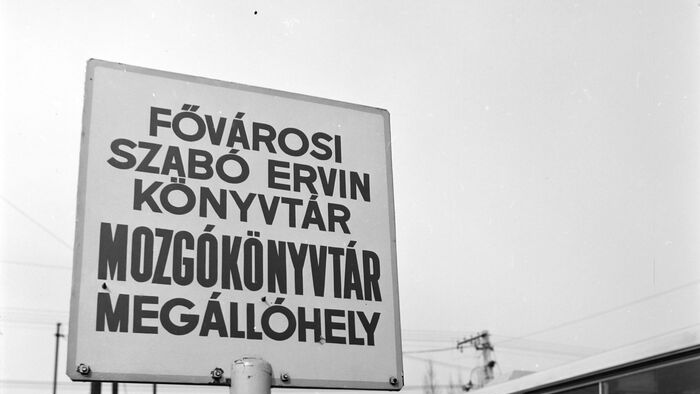 FŐVÁROSI
SZABÓ ERVIN
KÖNYVTÁR
MOZGÓKÖNYVTÁR
MEGÁLLÓHELY